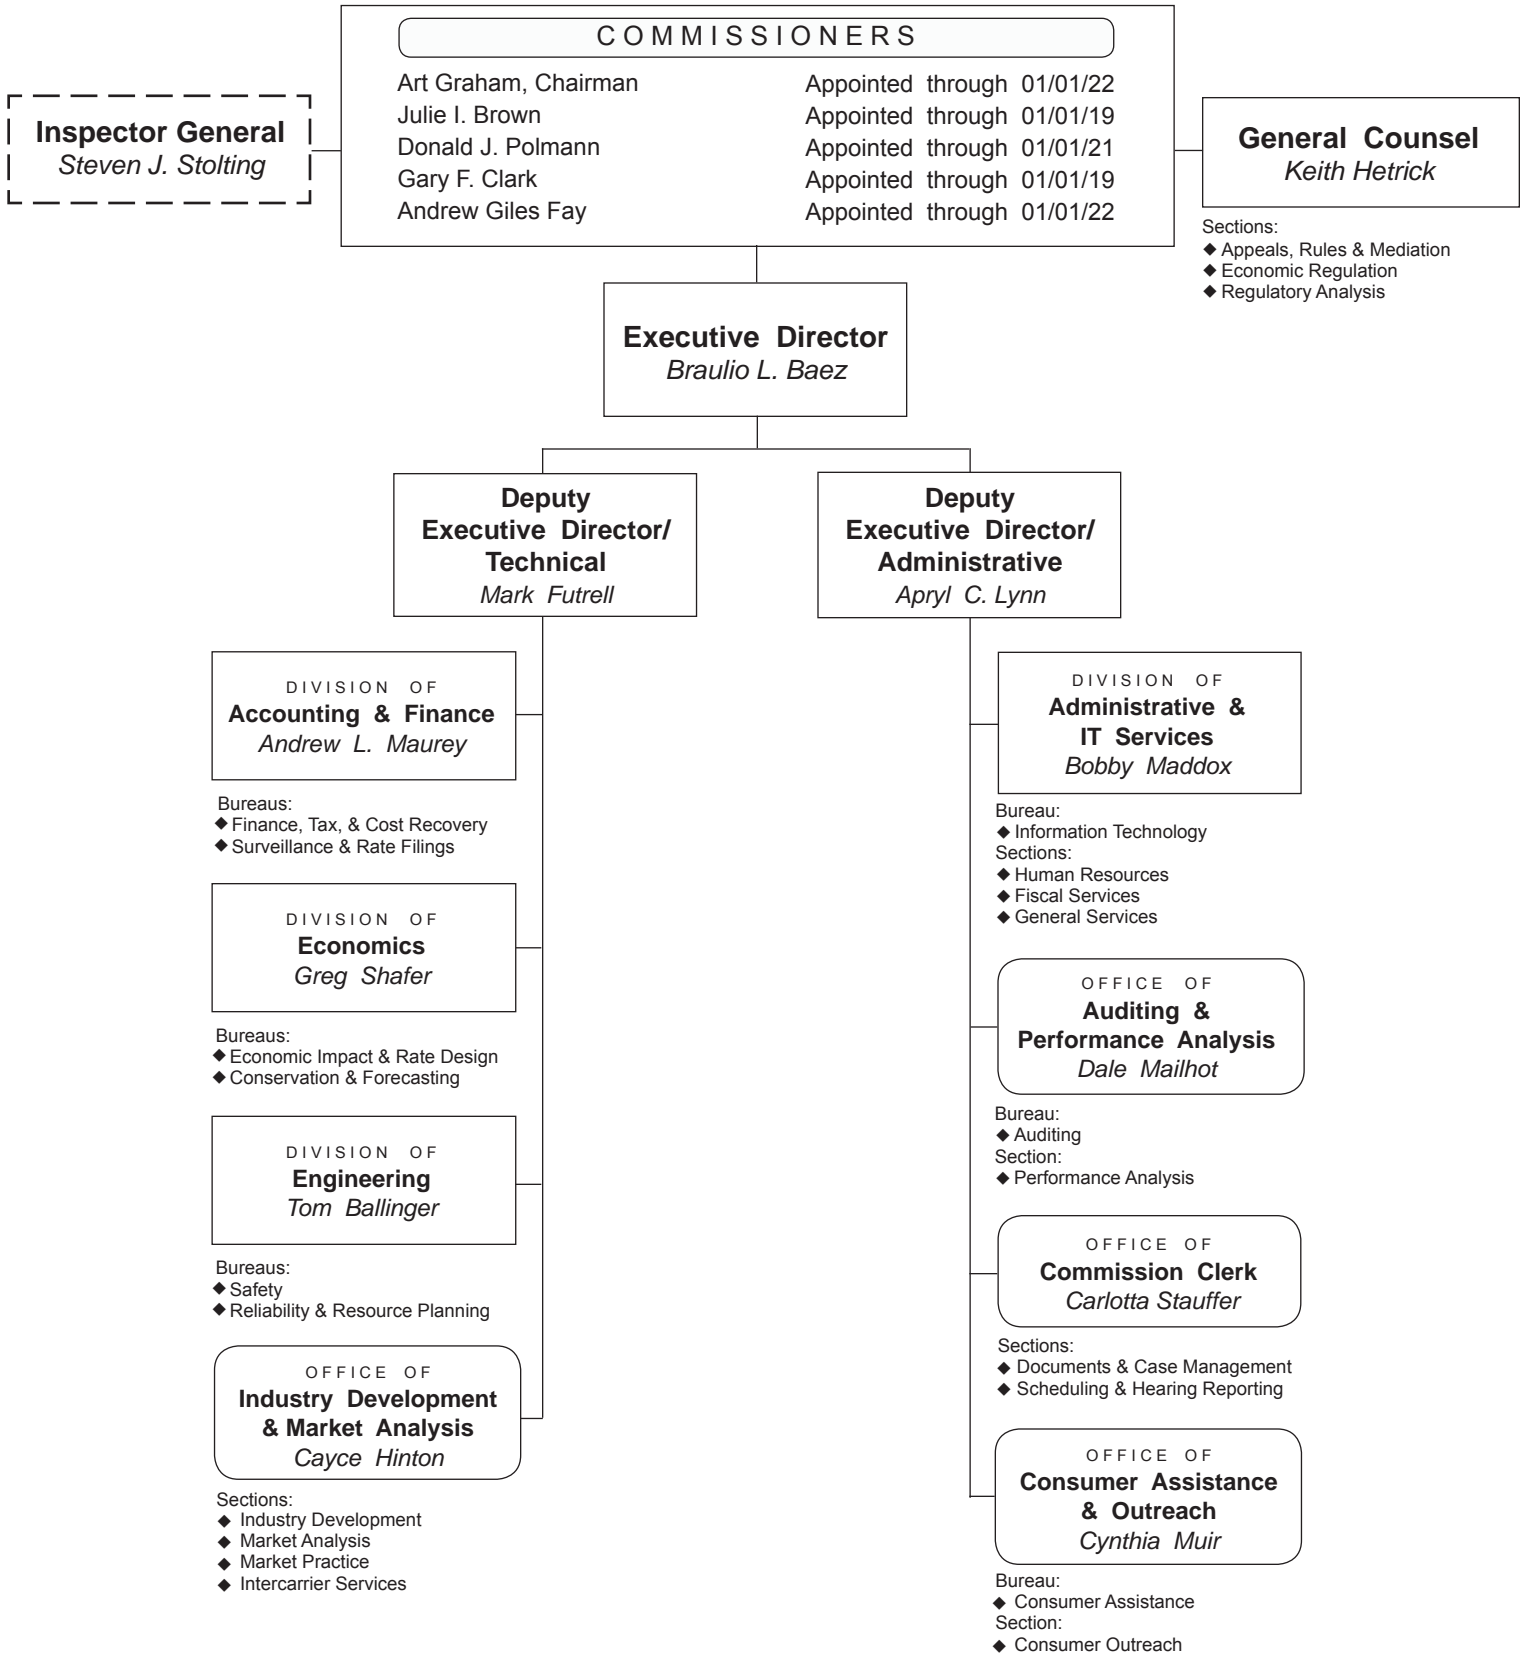 COMMISSIONERS
Art Graham, Chairman Appointed through 01/01/22
Julie I. Brown Appointed through 01/01/19
Donald J. Polmann Appointed through 01/01/21
Gary F. Clark Appointed through 01/01/19
Andrew Giles Fay Appointed through 01/01/22
Inspector General
Steven J. Stolting
General Counsel
Keith Hetrick
Sections:
◆ Appeals, Rules & Mediation
◆ Economic Regulation
◆ Regulatory Analysis
Executive Director
Braulio L. Baez
Deputy
Executive Director/
Technical
Mark Futrell
Deputy
Executive Director/
Administrative
Apryl C. Lynn
DIVISION OF
Accounting & Finance
Andrew L. Maurey
Bureaus:
◆ Finance, Tax, & Cost Recovery
◆ Surveillance & Rate Filings
DIVISION OF
Economics
Greg Shafer
Bureaus:
◆ Economic Impact & Rate Design
◆ Conservation & Forecasting
DIVISION OF
Engineering
Tom Ballinger
Bureaus:
◆ Safety
◆ Reliability & Resource Planning
OFFICE OF
Industry Development
& Market Analysis
Cayce Hinton
Sections:
◆ Industry Development
◆ Market Analysis
◆ Market Practice
◆ Intercarrier Services
DIVISION OF
Administrative &
IT Services
Bobby Maddox
Bureau:
◆ Information Technology
Sections:
◆ Human Resources
◆ Fiscal Services
◆ General Services
OFFICE OF
Auditing &
Performance Analysis
Dale Mailhot
Bureau:
◆ Auditing
Section:
◆ Performance Analysis
OFFICE OF
Commission Clerk
Carlotta Stauffer
Sections:
◆ Documents & Case Management
◆ Scheduling & Hearing Reporting
OFFICE OF
Consumer Assistance
& Outreach
Cynthia Muir
Bureau:
◆ Consumer Assistance
Section:
◆ Consumer Outreach